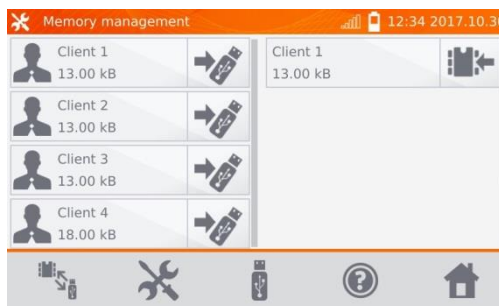 Memory management
12:34 2017.10.30
Client 1
13.00 kB
Client 2
13.00 kB
Client 3
13.00 kB
Client 4
18.00 kB
Client 1
13.00 kB
?